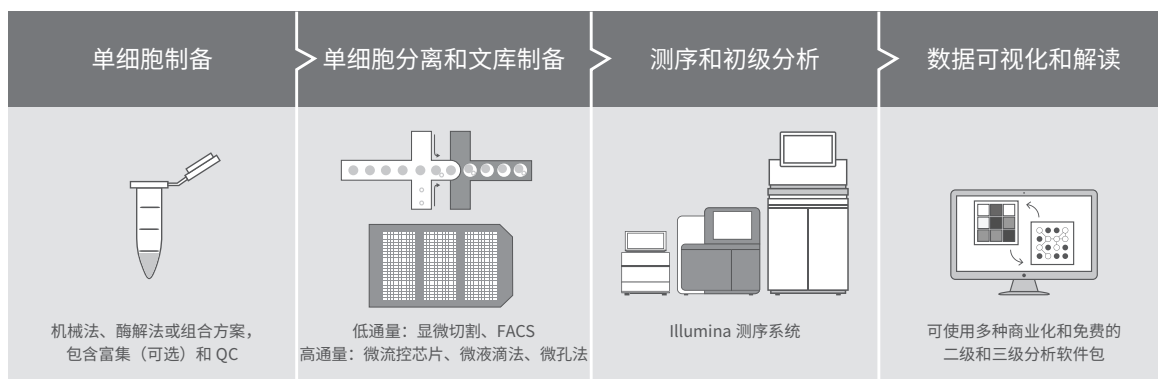 单细胞制备
单细胞分离和文库制备
测序和初级分析
数据可视化和解读
机械法、酶解法或组合方案，
包含富集（可选）和 QC
低通量：显微切割、FACS
高通量：微流控芯片、微液滴法、微孔法
Illumina 测序系统
可使用多种商业化和免费的
二级和三级分析软件包